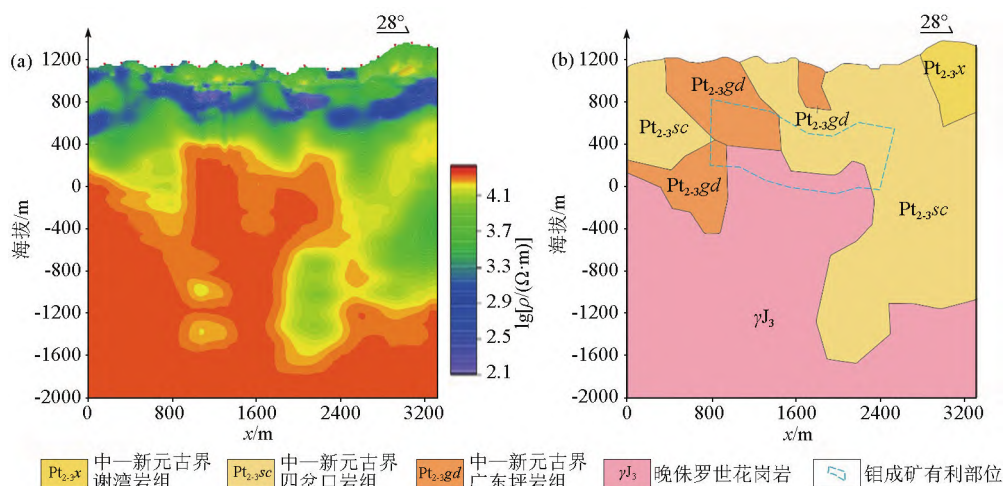 (a)
28°
1200
800
400
0
-400
-800
-1200
-1600
-2000
海拔/m
0
800
1600
2400
3200
x/m
4.1
3.7
3.3
2.9
2.5
2.1
lg[ρ/(Ω·m)]
(b)
28°
1200
800
400
0
-400
-800
-1200
-1600
-2000
海拔/m
0
800
1600
2400
3200
x/m
Pt2-3x
Pt2-3gd
Pt2-3gd
Pt2-3sc
Pt2-3gd
Pt2-3sc
γJ3
Pt2-3x 中—新元古界
谢湾岩组
Pt2-3sc 中—新元古界
四岔口岩组
Pt2-3gd 中—新元古界
广东坪岩组
γJ3 晚侏罗世花岗岩
钼成矿有利部位